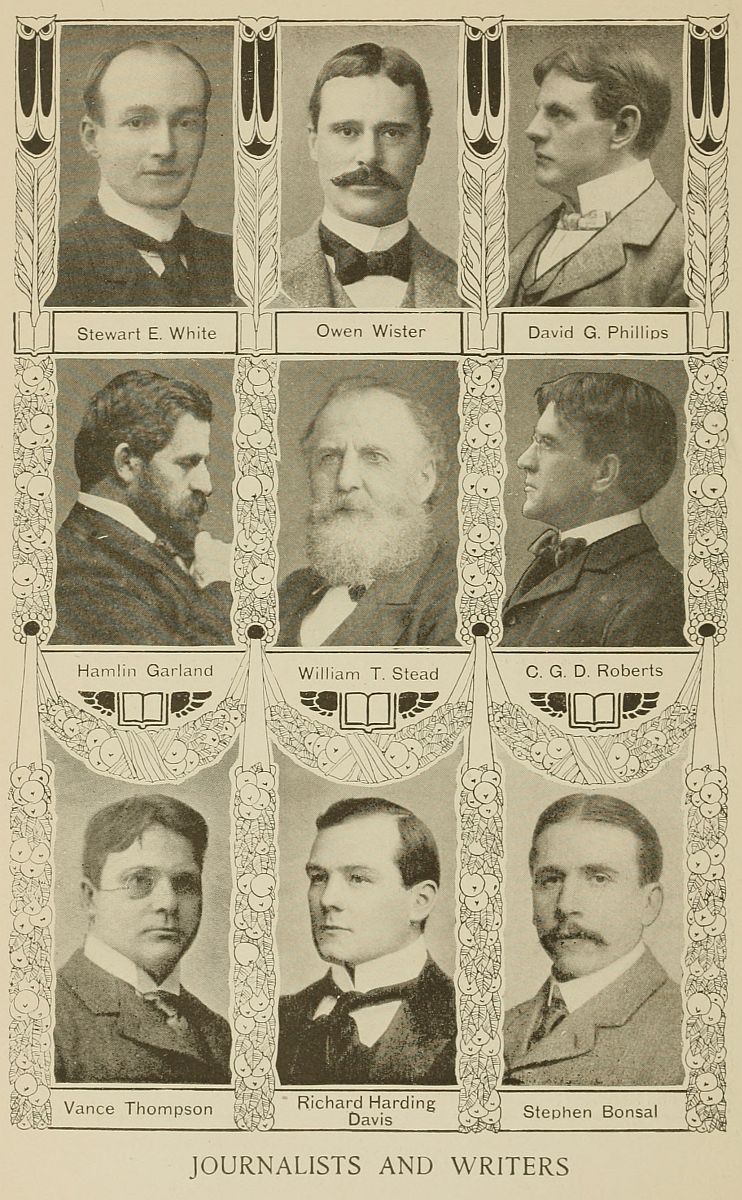 Stewart E. White
Owen Wister
David G. Phillips
Hamlin Garland
William T. Stead
C. G. D. Roberts
Vance Thompson
Richard Harding
Davis
Stephen Bonsal
JOURNALISTS AND WRITERS